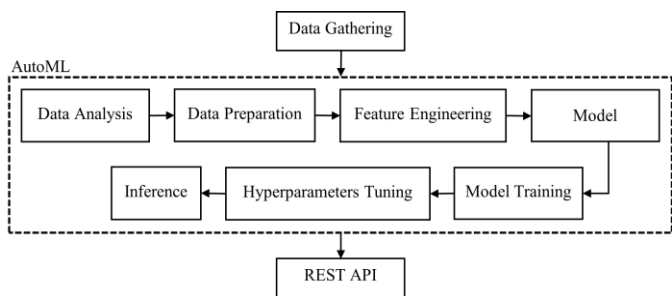 Data Gathering
AutoML
Data Analysis
Data Preparation
Feature Engineering
Model
Inference
Hyperparameters Tuning
Model Training
REST API